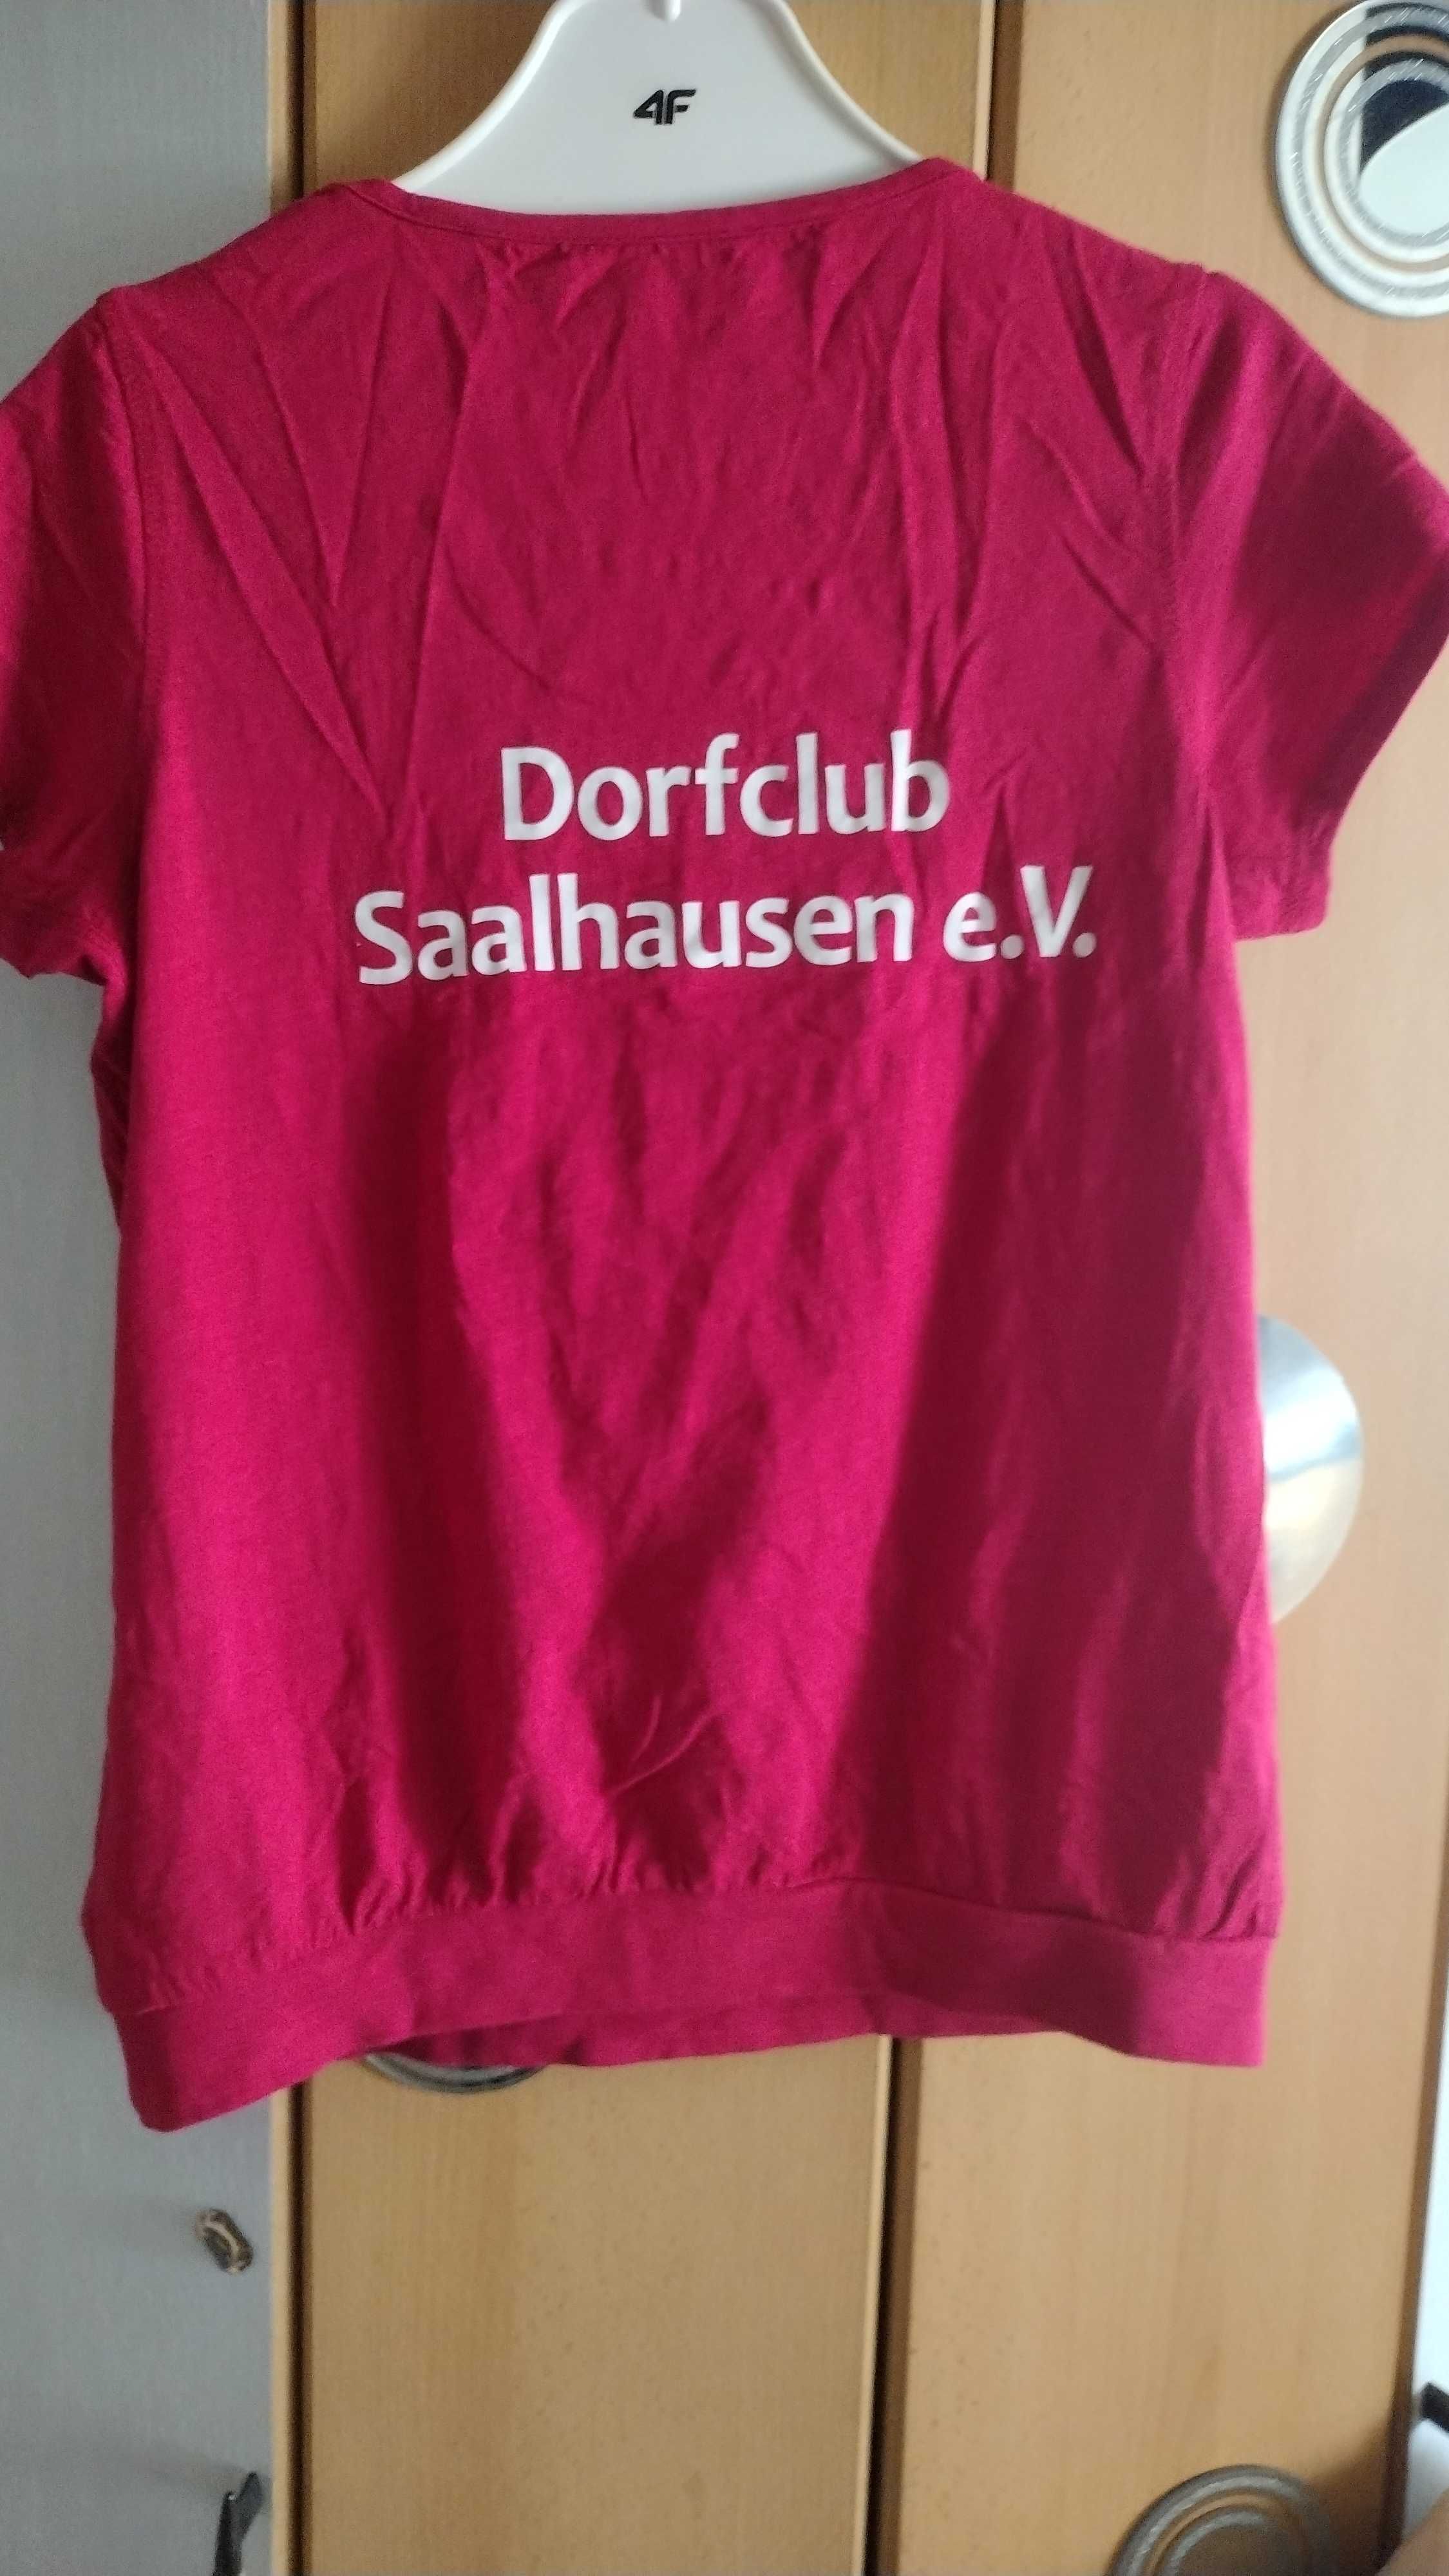 4F
Dorfclub
Saalhausen e.V.